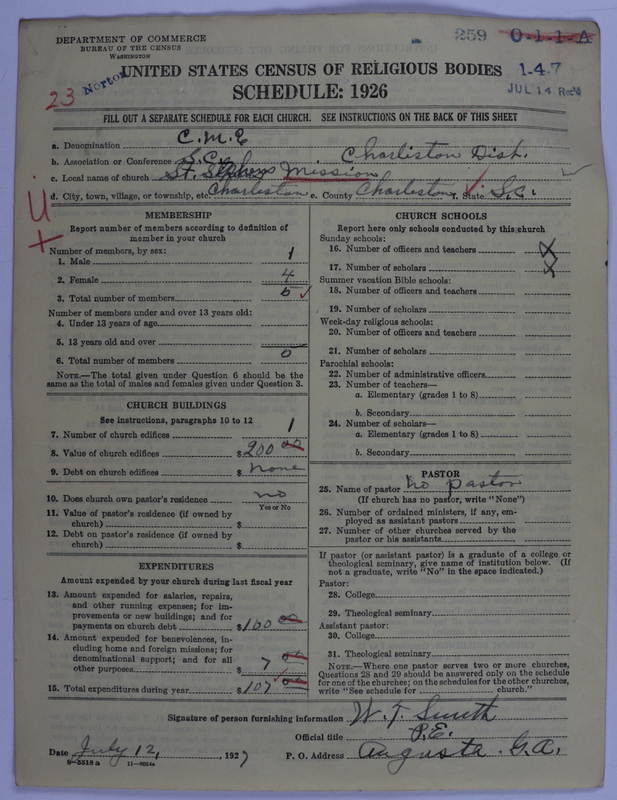 DEPARTMENT OF COMMERCE
BUREAU OF THE CENSUS
WASHINGTON
259 0-1-1-A
1-4-7
JUL 14 Rec'd
23 Norton
UNITED STATES CENSUS OF RELIGIOUS BODIES
SCHEDULE: 1926
FILL OUT A SEPARATE SCHEDULE FOR EACH CHURCH. SEE INSTRUCTIONS ON THE BACK OF THIS SHEET
a. Denomination C.M.E
b. Association or Conference S.C. Charleston Dist.
c. Local name of church St. Stephens Mission
d. City, town, village, or township, etc. Charleston e. County Charleston f. State S.C.
MEMBERSHIP
Report number of members according to definition of
member in your church
Number of members, by sex:
1. Male 1
2. Female 4
3. Total number of members 5
Number of members under and over 13 years old:
4. Under 13 years of age
5. 13 years old and over
6. Total number of members 0
NOTE.—The total given under Question 6 should be the
same as the total of males and females given under Question 3.
CHURCH BUILDINGS
See instructions, paragraphs 10 to 12
7. Number of church edifices 1
8. Value of church edifices $ 200 00
9. Debt on church edifices $ None
10. Does church own pastor's residence no
Yes or No
11. Value of pastor's residence (if owned by
church) $
12. Debt on pastor's residence (if owned by
church) $
EXPENDITURES
Amount expended by your church during last fiscal year
13. Amount expended for salaries, repairs,
and other running expenses; for im-
provements or new buildings; and for
payments on church debt $ 100 00
14. Amount expended for benevolences, in-
cluding home and foreign missions; for
denominational support; and for all
other purposes $ 7 00
15. Total expenditures during year $ 107 00
CHURCH SCHOOLS
Report here only schools conducted by this church
Sunday schools:
16. Number of officers and teachers X
17. Number of scholars X
Summer vacation Bible schools:
18. Number of officers and teachers
19. Number of scholars
Week-day religious schools:
20. Number of officers and teachers
21. Number of scholars
Parochial schools:
22. Number of administrative officers
23. Number of teachers—
a. Elementary (grades 1 to 8)
b. Secondary
24. Number of scholars—
a. Elementary (grades 1 to 8)
b. Secondary
PASTOR
25. Name of pastor no pastor
(If church has no pastor, write "None")
26. Number of ordained ministers, if any, em-
ployed as assistant pastors
27. Number of other churches served by the
pastor or his assistants
If pastor (or assistant pastor) is a graduate of a college or
theological seminary, give name of institution below. (If
not a graduate, write "No" in the space indicated.)
Pastor:
28. College
29. Theological seminary
Assistant pastor:
30. College
31. Theological seminary
NOTE.—Where one pastor serves two or more churches,
Questions 28 and 29 should be answered only on the schedule
for one of the churches; on the schedules for the other churches,
write "See schedule for church."
Signature of person furnishing information W. J. Smith
Official title P.E.
Date July 12, 1927 P. O. Address Augusta. G.A.
9-5518 a